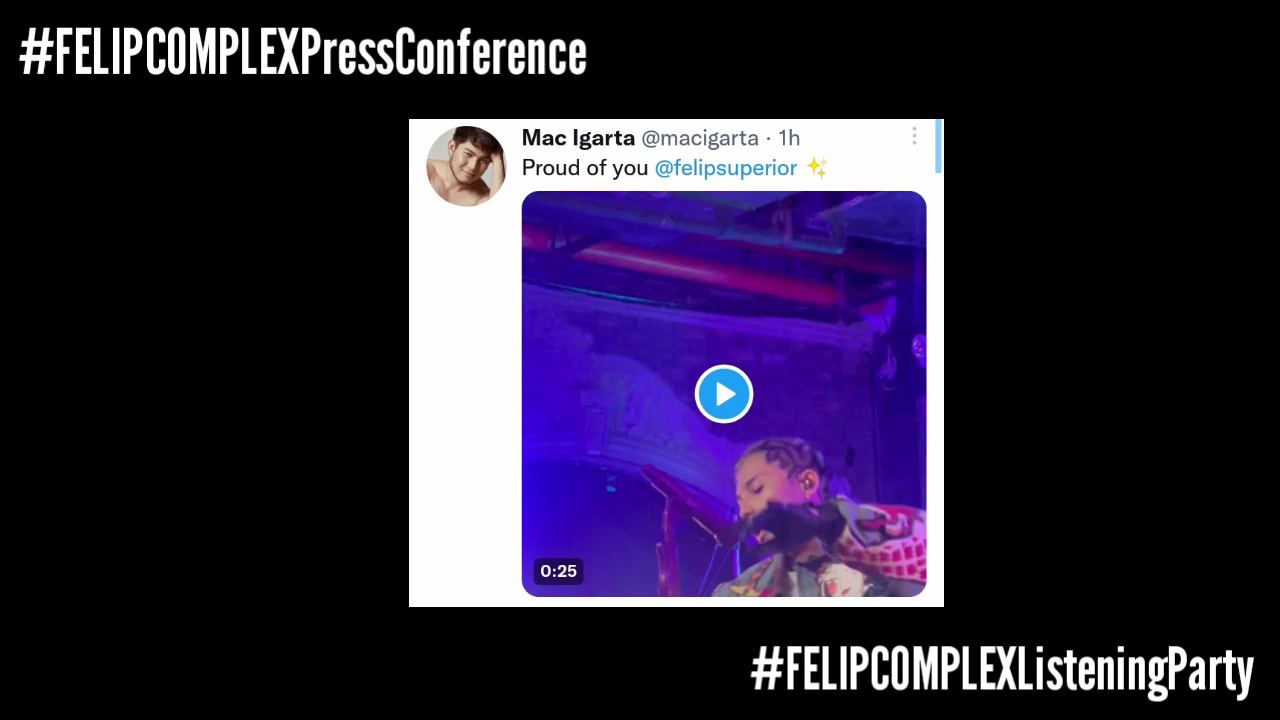 #FELIPCOMPLEXPressConference
Mac Igarta @macigarta · 1h
Proud of you @felipsuperior ✨
0:25
#FELIPCOMPLEXListeningParty